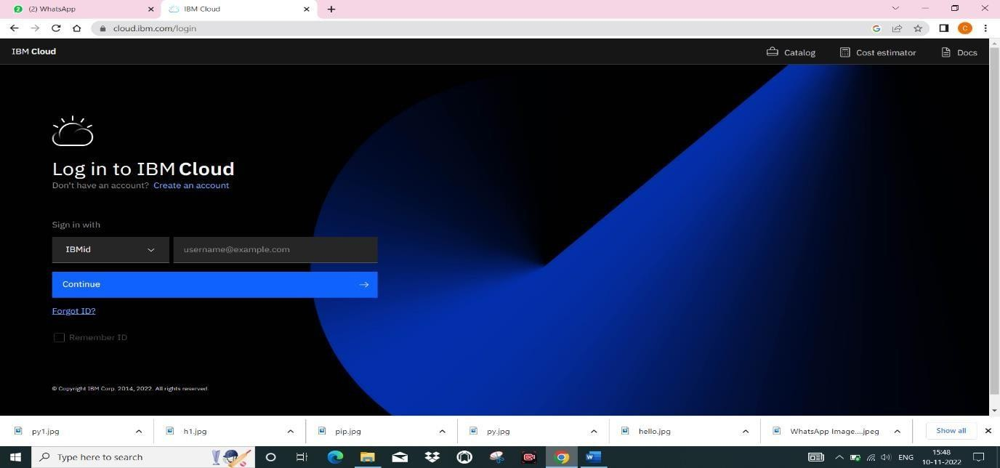 (2) WhatsApp
IBM Cloud
cloud.ibm.com/login
C
IBM Cloud
Catalog
Cost estimator
Docs
Log in to IBM Cloud
Don't have an account? Create an account
Sign in with
IBMid
username@example.com
Continue
Forgot ID?
Remember ID
© Copyright IBM Corp. 2014, 2022. All rights reserved.
py1.jpg
h1.jpg
pip.jpg
py.jpg
hello.jpg
WhatsApp Image....jpeg
Show all
Type here to search
ENG
15:48
10-11-2022